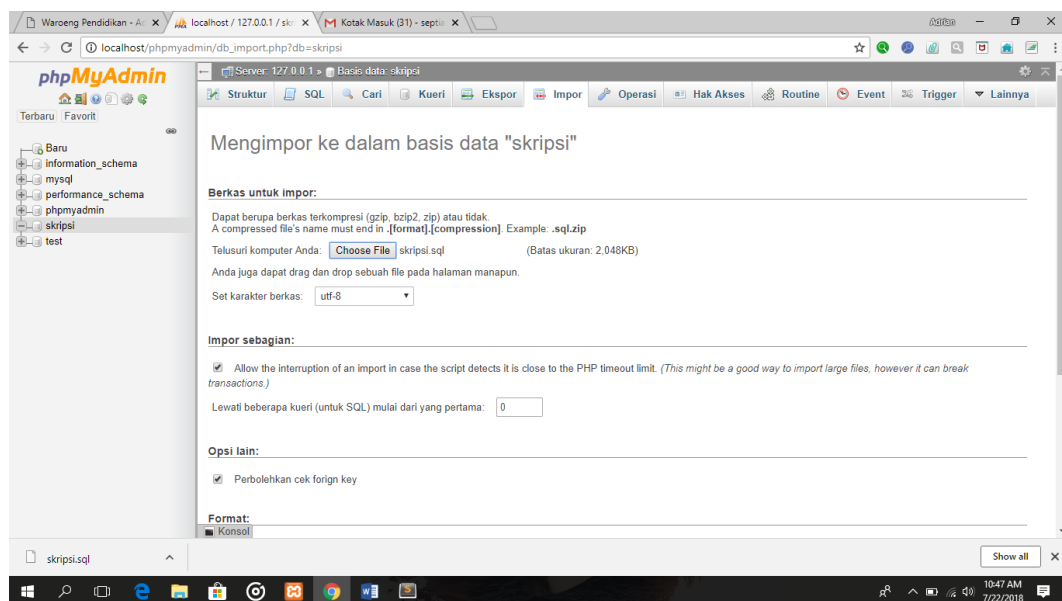 Waroeng Pendidikan - Ac
localhost / 127.0.0.1 / skr
Kotak Masuk (31) - septia
Adrian
localhost/phpmyadmin/db_import.php?db=skripsi
phpMyAdmin
Terbaru Favorit
Baru
information_schema
mysql
performance_schema
phpmyadmin
skripsi
test
Server: 127.0.0.1 » Basis data: skripsi
Struktur SQL Cari Kueri Ekspor Impor Operasi Hak Akses Routine Event Trigger Lainnya
Mengimpor ke dalam basis data "skripsi"
Berkas untuk impor:
Dapat berupa berkas terkompresi (gzip, bzip2, zip) atau tidak.
A compressed file's name must end in .[format].[compression]. Example: .sql.zip
Telusuri komputer Anda: Choose File skripsi.sql (Batas ukuran: 2,048KB)
Anda juga dapat drag dan drop sebuah file pada halaman manapun.
Set karakter berkas: utf-8
Impor sebagian:
Allow the interruption of an import in case the script detects it is close to the PHP timeout limit. (This might be a good way to import large files, however it can break
transactions.)
Lewati beberapa kueri (untuk SQL) mulai dari yang pertama: 0
Opsi lain:
Perbolehkan cek forign key
Format:
Konsol
skripsi.sql
Show all
10:47 AM
7/22/2018